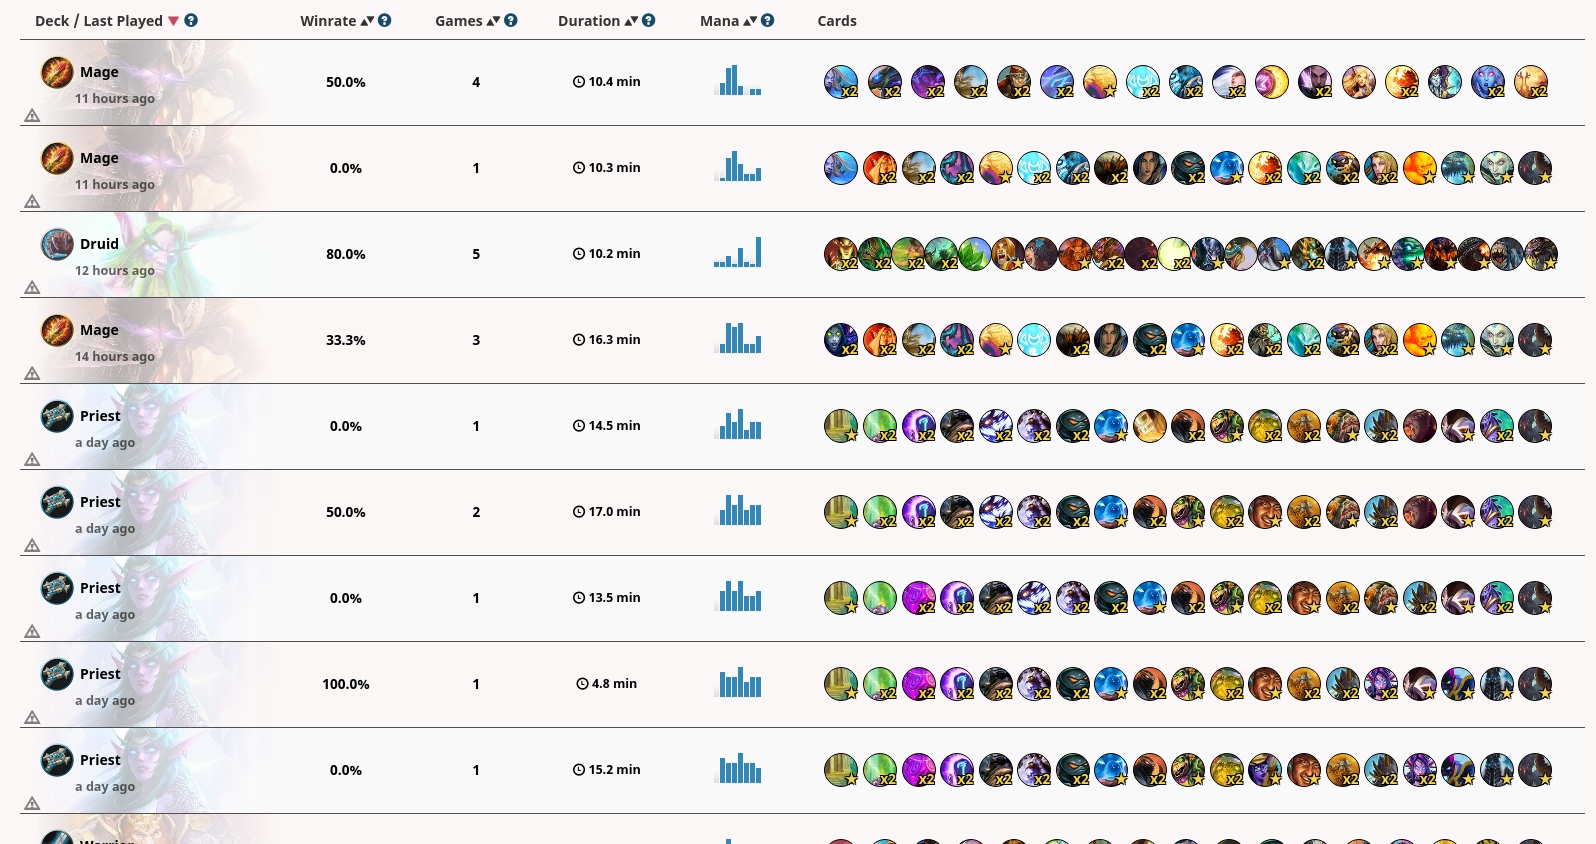 Deck / Last Played ▼ ? Winrate ▲▼ ? Games ▲▼ ? Duration ▲▼ ? Mana ▲▼ ? Cards
Mage 50.0% 4 10.4 min x2 x2 x2 x2 x2 x2 x2 x2 x2 x2 x2 x2 x2
11 hours ago
Mage 0.0% 1 10.3 min x2 x2 x2 x2 x2 x2 x2 x2 x2 x2 x2
11 hours ago
Druid 80.0% 5 10.2 min x2 x2 x2 x2 x2 x2 x2 x2
12 hours ago
Mage 33.3% 3 16.3 min x2 x2 x2 x2 x2 x2 x2 x2 x2 x2 x2
14 hours ago
Priest 0.0% 1 14.5 min x2 x2 x2 x2 x2 x2 x2 x2 x2 x2 x2
a day ago
Priest 50.0% 2 17.0 min x2 x2 x2 x2 x2 x2 x2 x2 x2 x2 x2
a day ago
Priest 0.0% 1 13.5 min x2 x2 x2 x2 x2 x2 x2 x2 x2 x2 x2
a day ago
Priest 100.0% 1 4.8 min x2 x2 x2 x2 x2 x2 x2 x2 x2 x2 x2
a day ago
Priest 0.0% 1 15.2 min x2 x2 x2 x2 x2 x2 x2 x2 x2 x2 x2
a day ago
Warrior